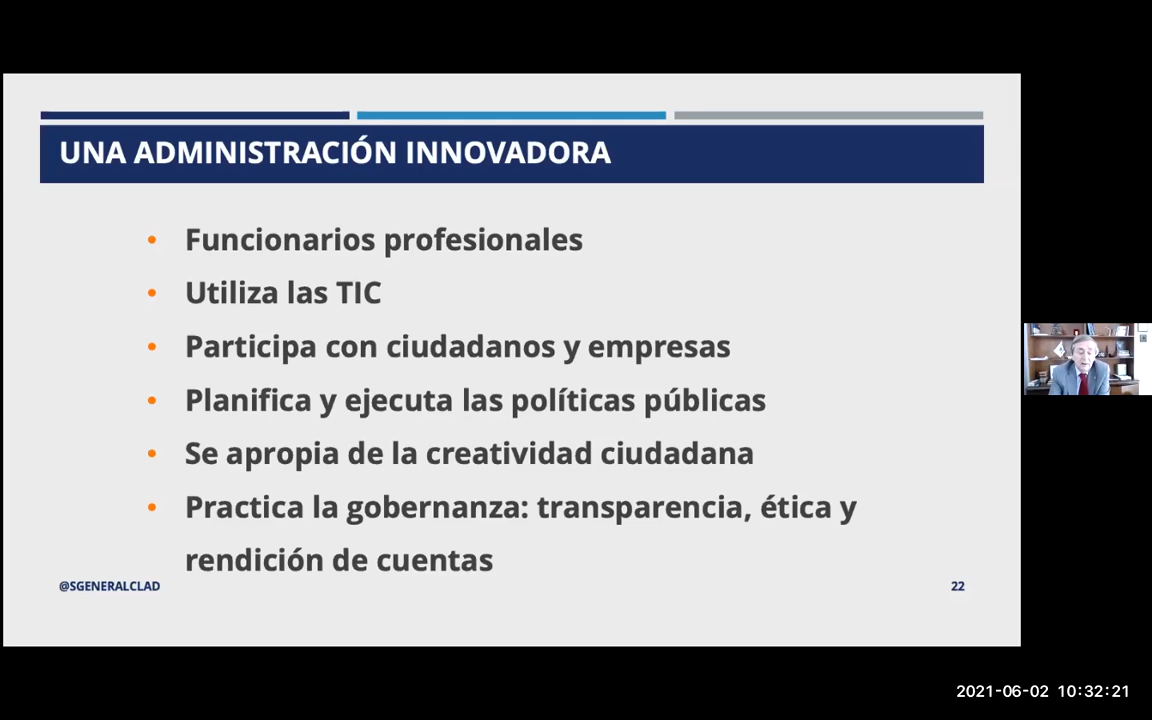 UNA ADMINISTRACIÓN INNOVADORA
• Funcionarios profesionales
• Utiliza las TIC
• Participa con ciudadanos y empresas
• Planifica y ejecuta las políticas públicas
• Se apropia de la creatividad ciudadana
• Practica la gobernanza: transparencia, ética y
rendición de cuentas
@SGENERALCLAD
22
2021-06-02 10:32:21